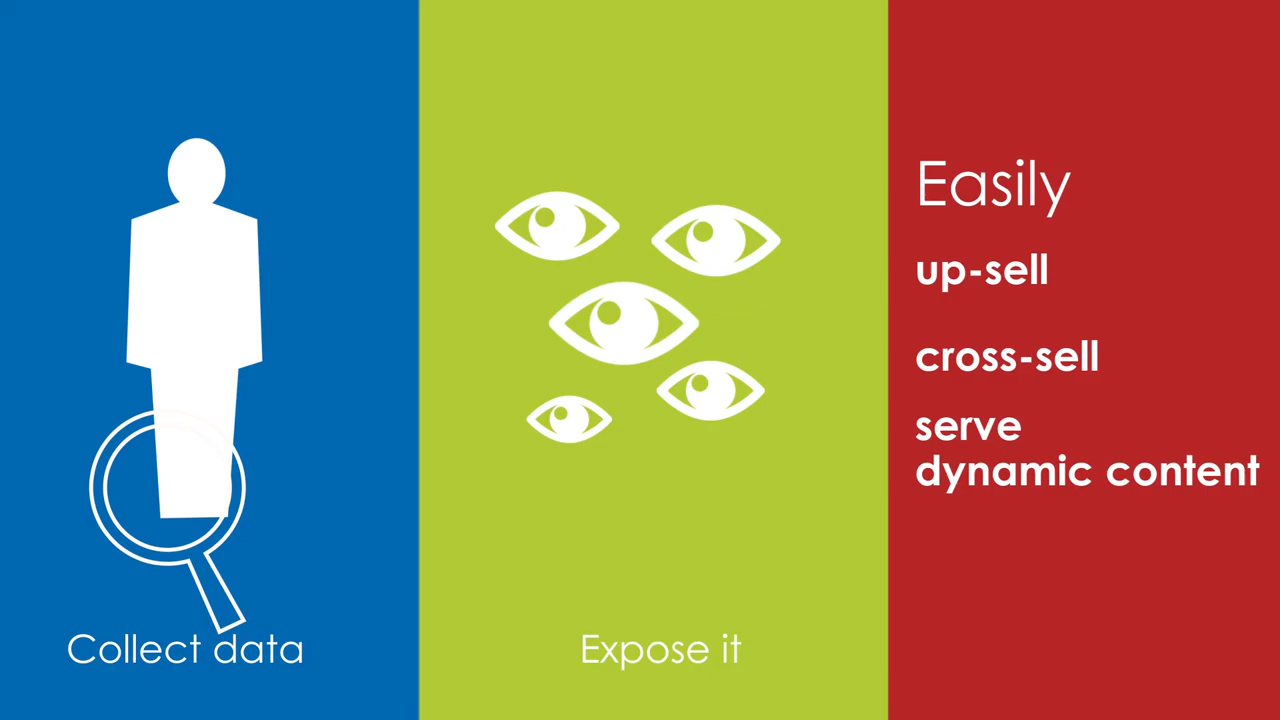 Collect data
Expose it
Easily
up-sell
cross-sell
serve
dynamic content